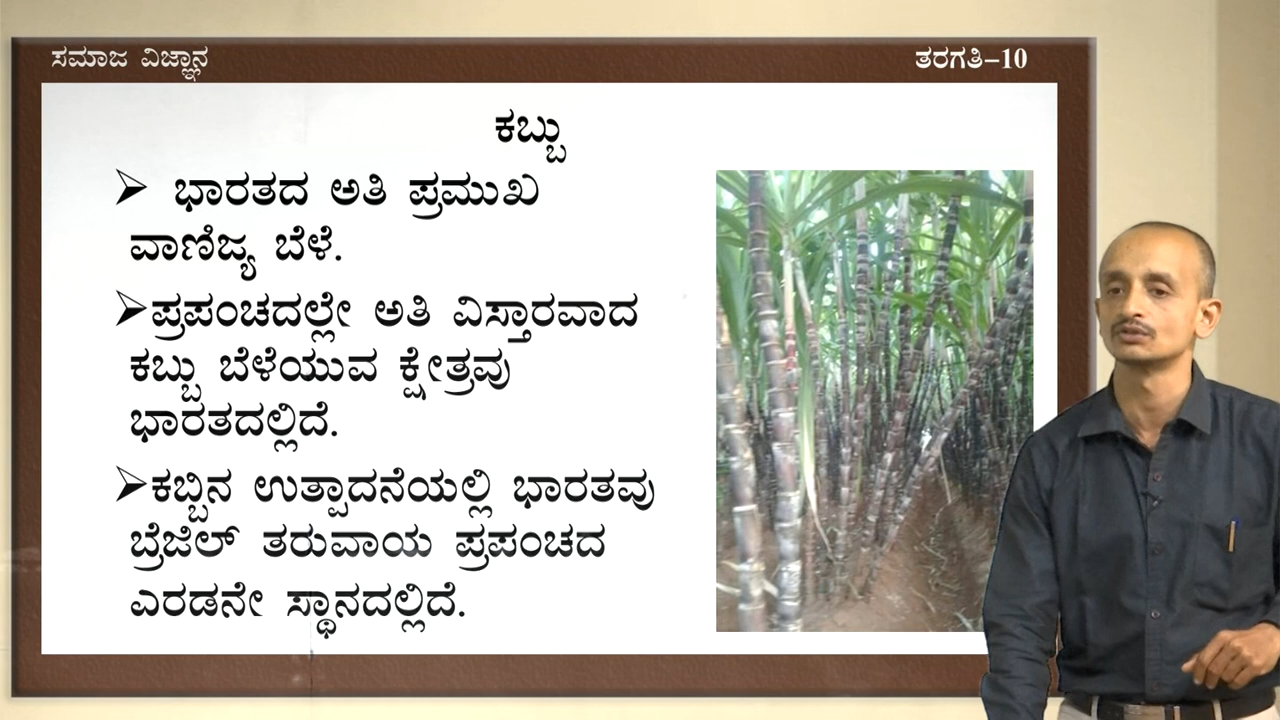 ಸಮಾಜ ವಿಜ್ಞಾನ
ತರಗತಿ-10
ಕಬ್ಬು
➢ ಭಾರತದ ಅತಿ ಪ್ರಮುಖ
ವಾಣಿಜ್ಯ ಬೆಳೆ.
➢ಪ್ರಪಂಚದಲ್ಲೇ ಅತಿ ವಿಸ್ತಾರವಾದ
ಕಬ್ಬು ಬೆಳೆಯುವ ಕ್ಷೇತ್ರವು
ಭಾರತದಲ್ಲಿದೆ.
➢ಕಬ್ಬಿನ ಉತ್ಪಾದನೆಯಲ್ಲಿ ಭಾರತವು
ಬ್ರೆಜಿಲ್ ತರುವಾಯ ಪ್ರಪಂಚದ
ಎರಡನೇ ಸ್ಥಾನದಲ್ಲಿದೆ.